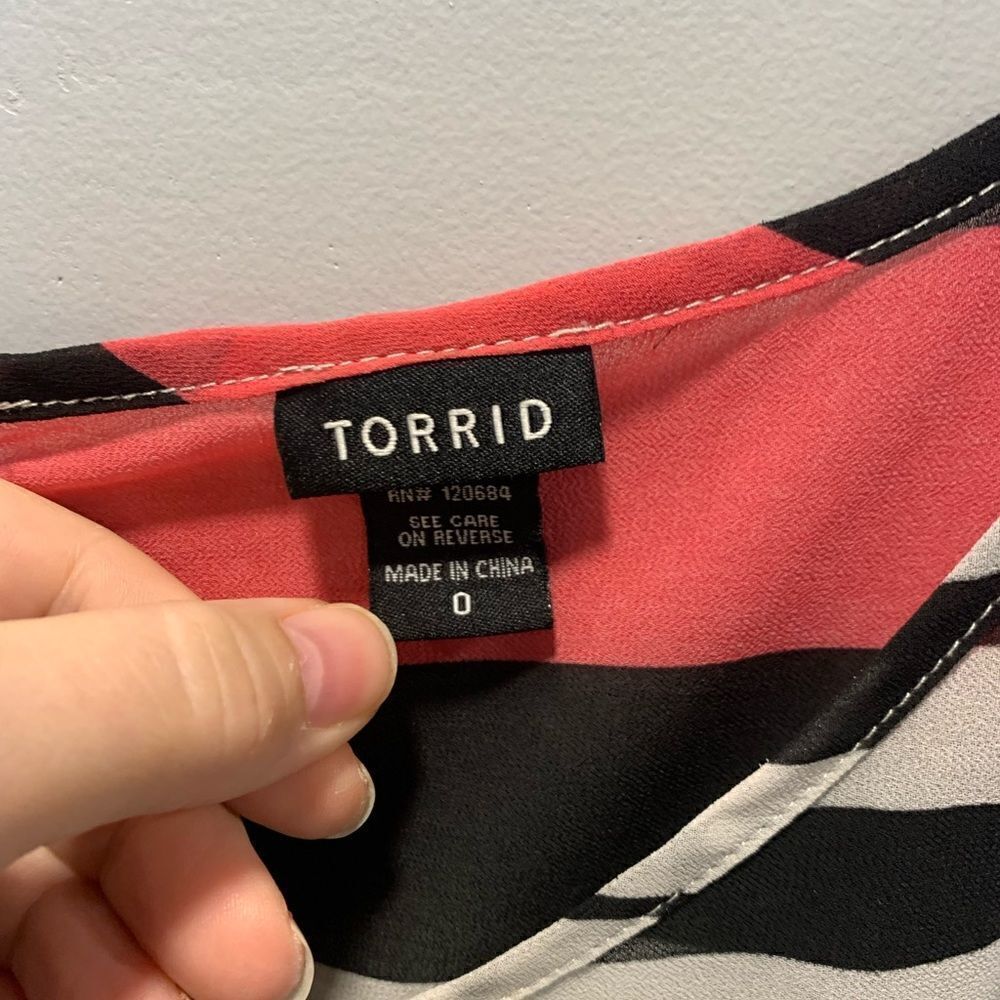 TORRID
RN# 120684
SEE CARE
ON REVERSE
MADE IN CHINA
0